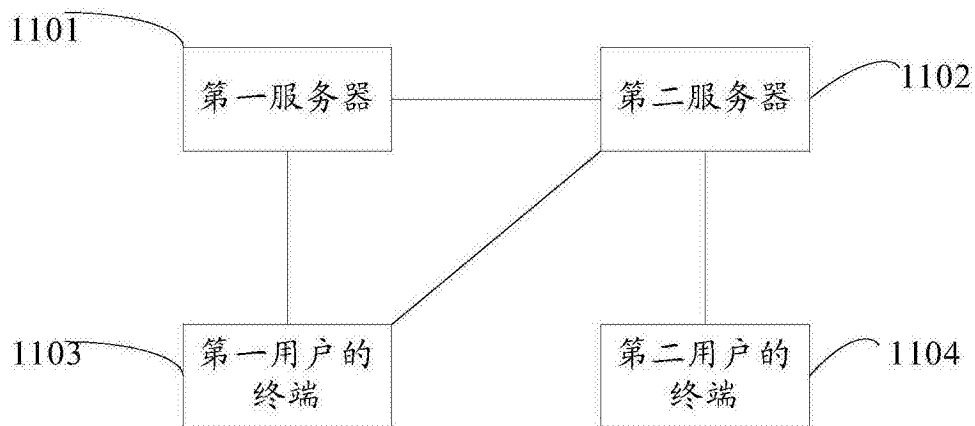 1101
第一服务器
第二服务器
1102
1103
第一用户的
终端
第二用户的
终端
1104